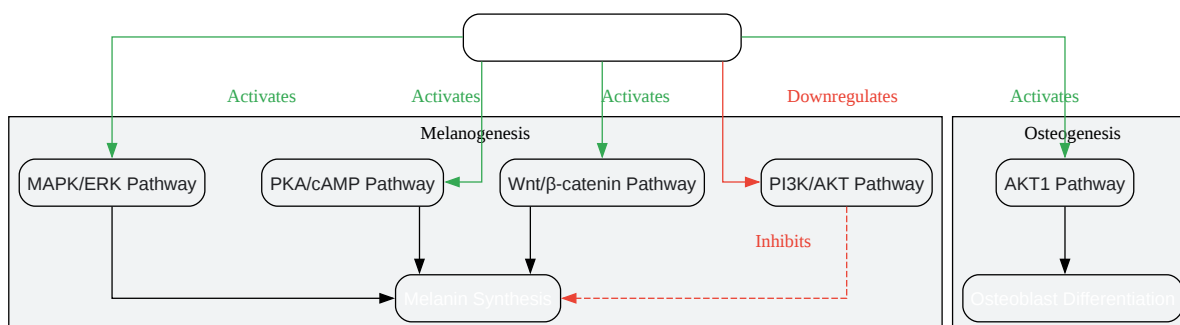 Activates
Activates
Activates
Downregulates
Activates
Melanogenesis
Osteogenesis
MAPK/ERK Pathway
PKA/cAMP Pathway
Wnt/β-catenin Pathway
PI3K/AKT Pathway
AKT1 Pathway
Inhibits
Melanin Synthesis
Osteoblast Differentiation